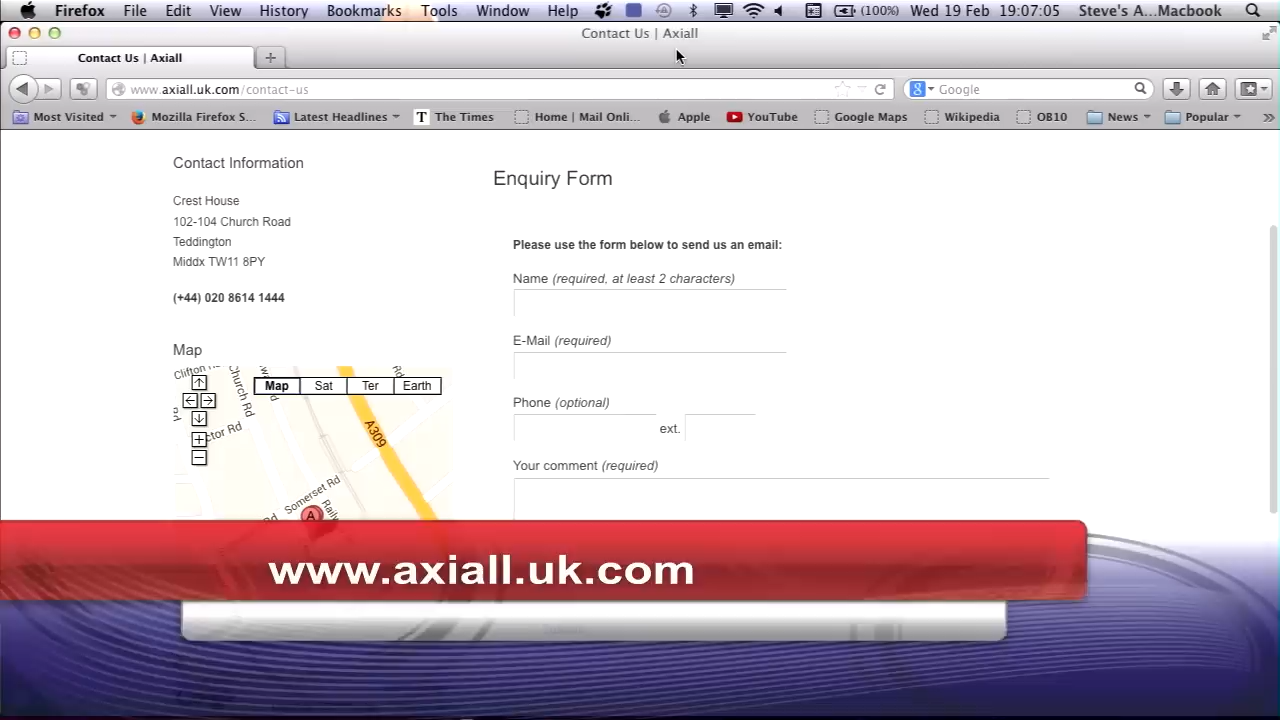 Firefox File Edit View History Bookmarks Tools Window Help (100%) Wed 19 Feb 19:07:05 Steve's A...Macbook
Contact Us | Axiall
Contact Us | Axiall
www.axiall.uk.com/contact-us
Google
Most Visited Mozilla Firefox S... Latest Headlines T The Times Home | Mail Onli... Apple YouTube Google Maps Wikipedia OB10 News Popular
Contact Information
Crest House
102-104 Church Road
Teddington
Middx TW11 8PY
(+44) 020 8614 1444
Map
Map Sat Ter Earth
Church Rd
A309
Somerset Rd
A
Enquiry Form
Please use the form below to send us an email:
Name (required, at least 2 characters)
E-Mail (required)
Phone (optional)
ext.
Your comment (required)
www.axiall.uk.com